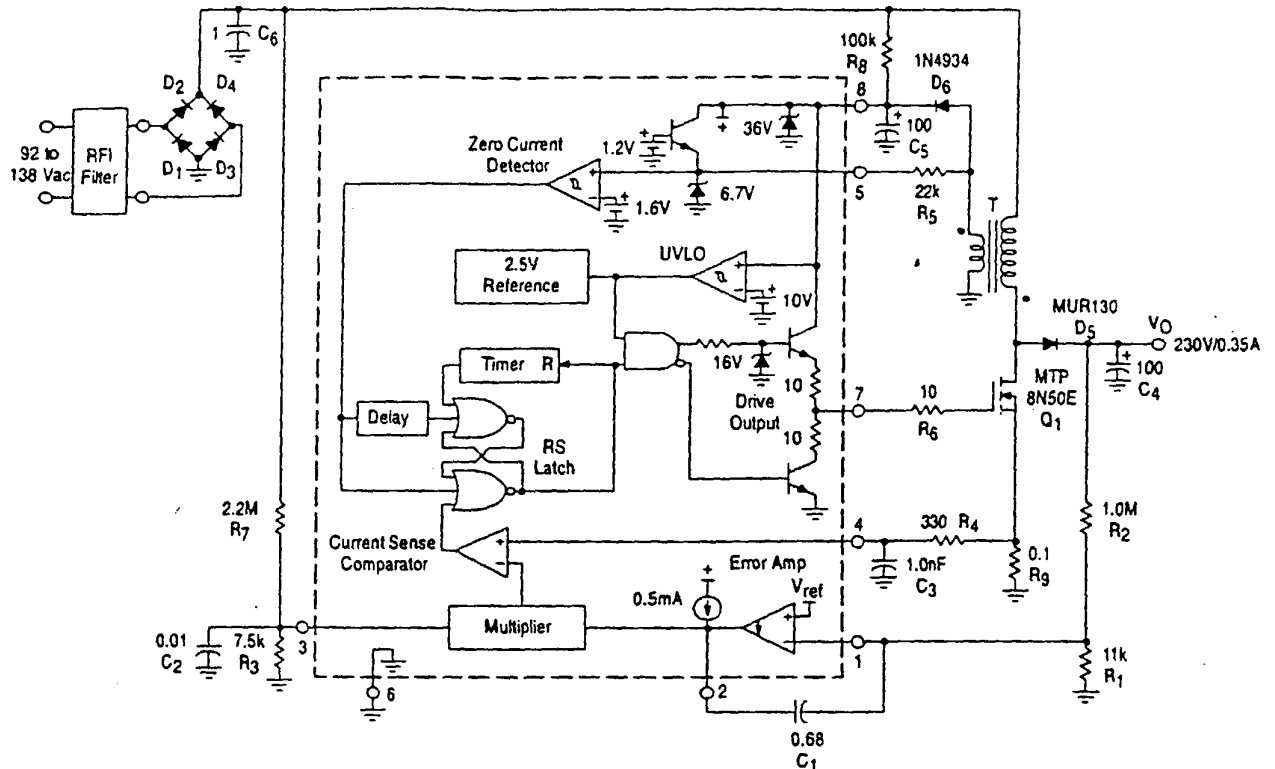 1
C6
D2
D4
D1
D3
92 to
138 Vac
RFI
Filter
100k
R8
1N4934
D6
8
100
C5
36V
1.2V
Zero Current
Detector
6.7V
1.6V
5
22k
R5
T
2.5V
Reference
UVLO
10V
MUR130
D5
VO
230V/0.35A
100
C4
Timer
R
16V
10
Drive
Output
10
7
10
R6
MTP
8N50E
Q1
Delay
RS
Latch
2.2M
R7
Current Sense
Comparator
4
330 R4
1.0nF
C3
0.1
R9
1.0M
R2
Error Amp
0.5mA
Vref
Multiplier
1
0.01
C2
7.5k
R3
3
6
2
11k
R1
0.68
C1